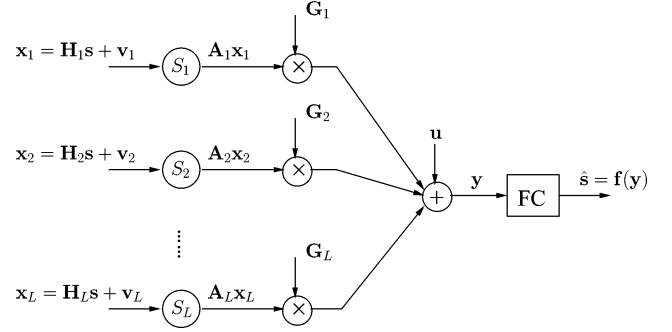 G₁
x₁ = H₁s + v₁
S₁
A₁x₁
×
G₂
x₂ = H₂s + v₂
S₂
A₂x₂
×
u
+
y
FC
ŝ = f(y)
G_L
x_L = H_Ls + v_L
S_L
A_Lx_L
×